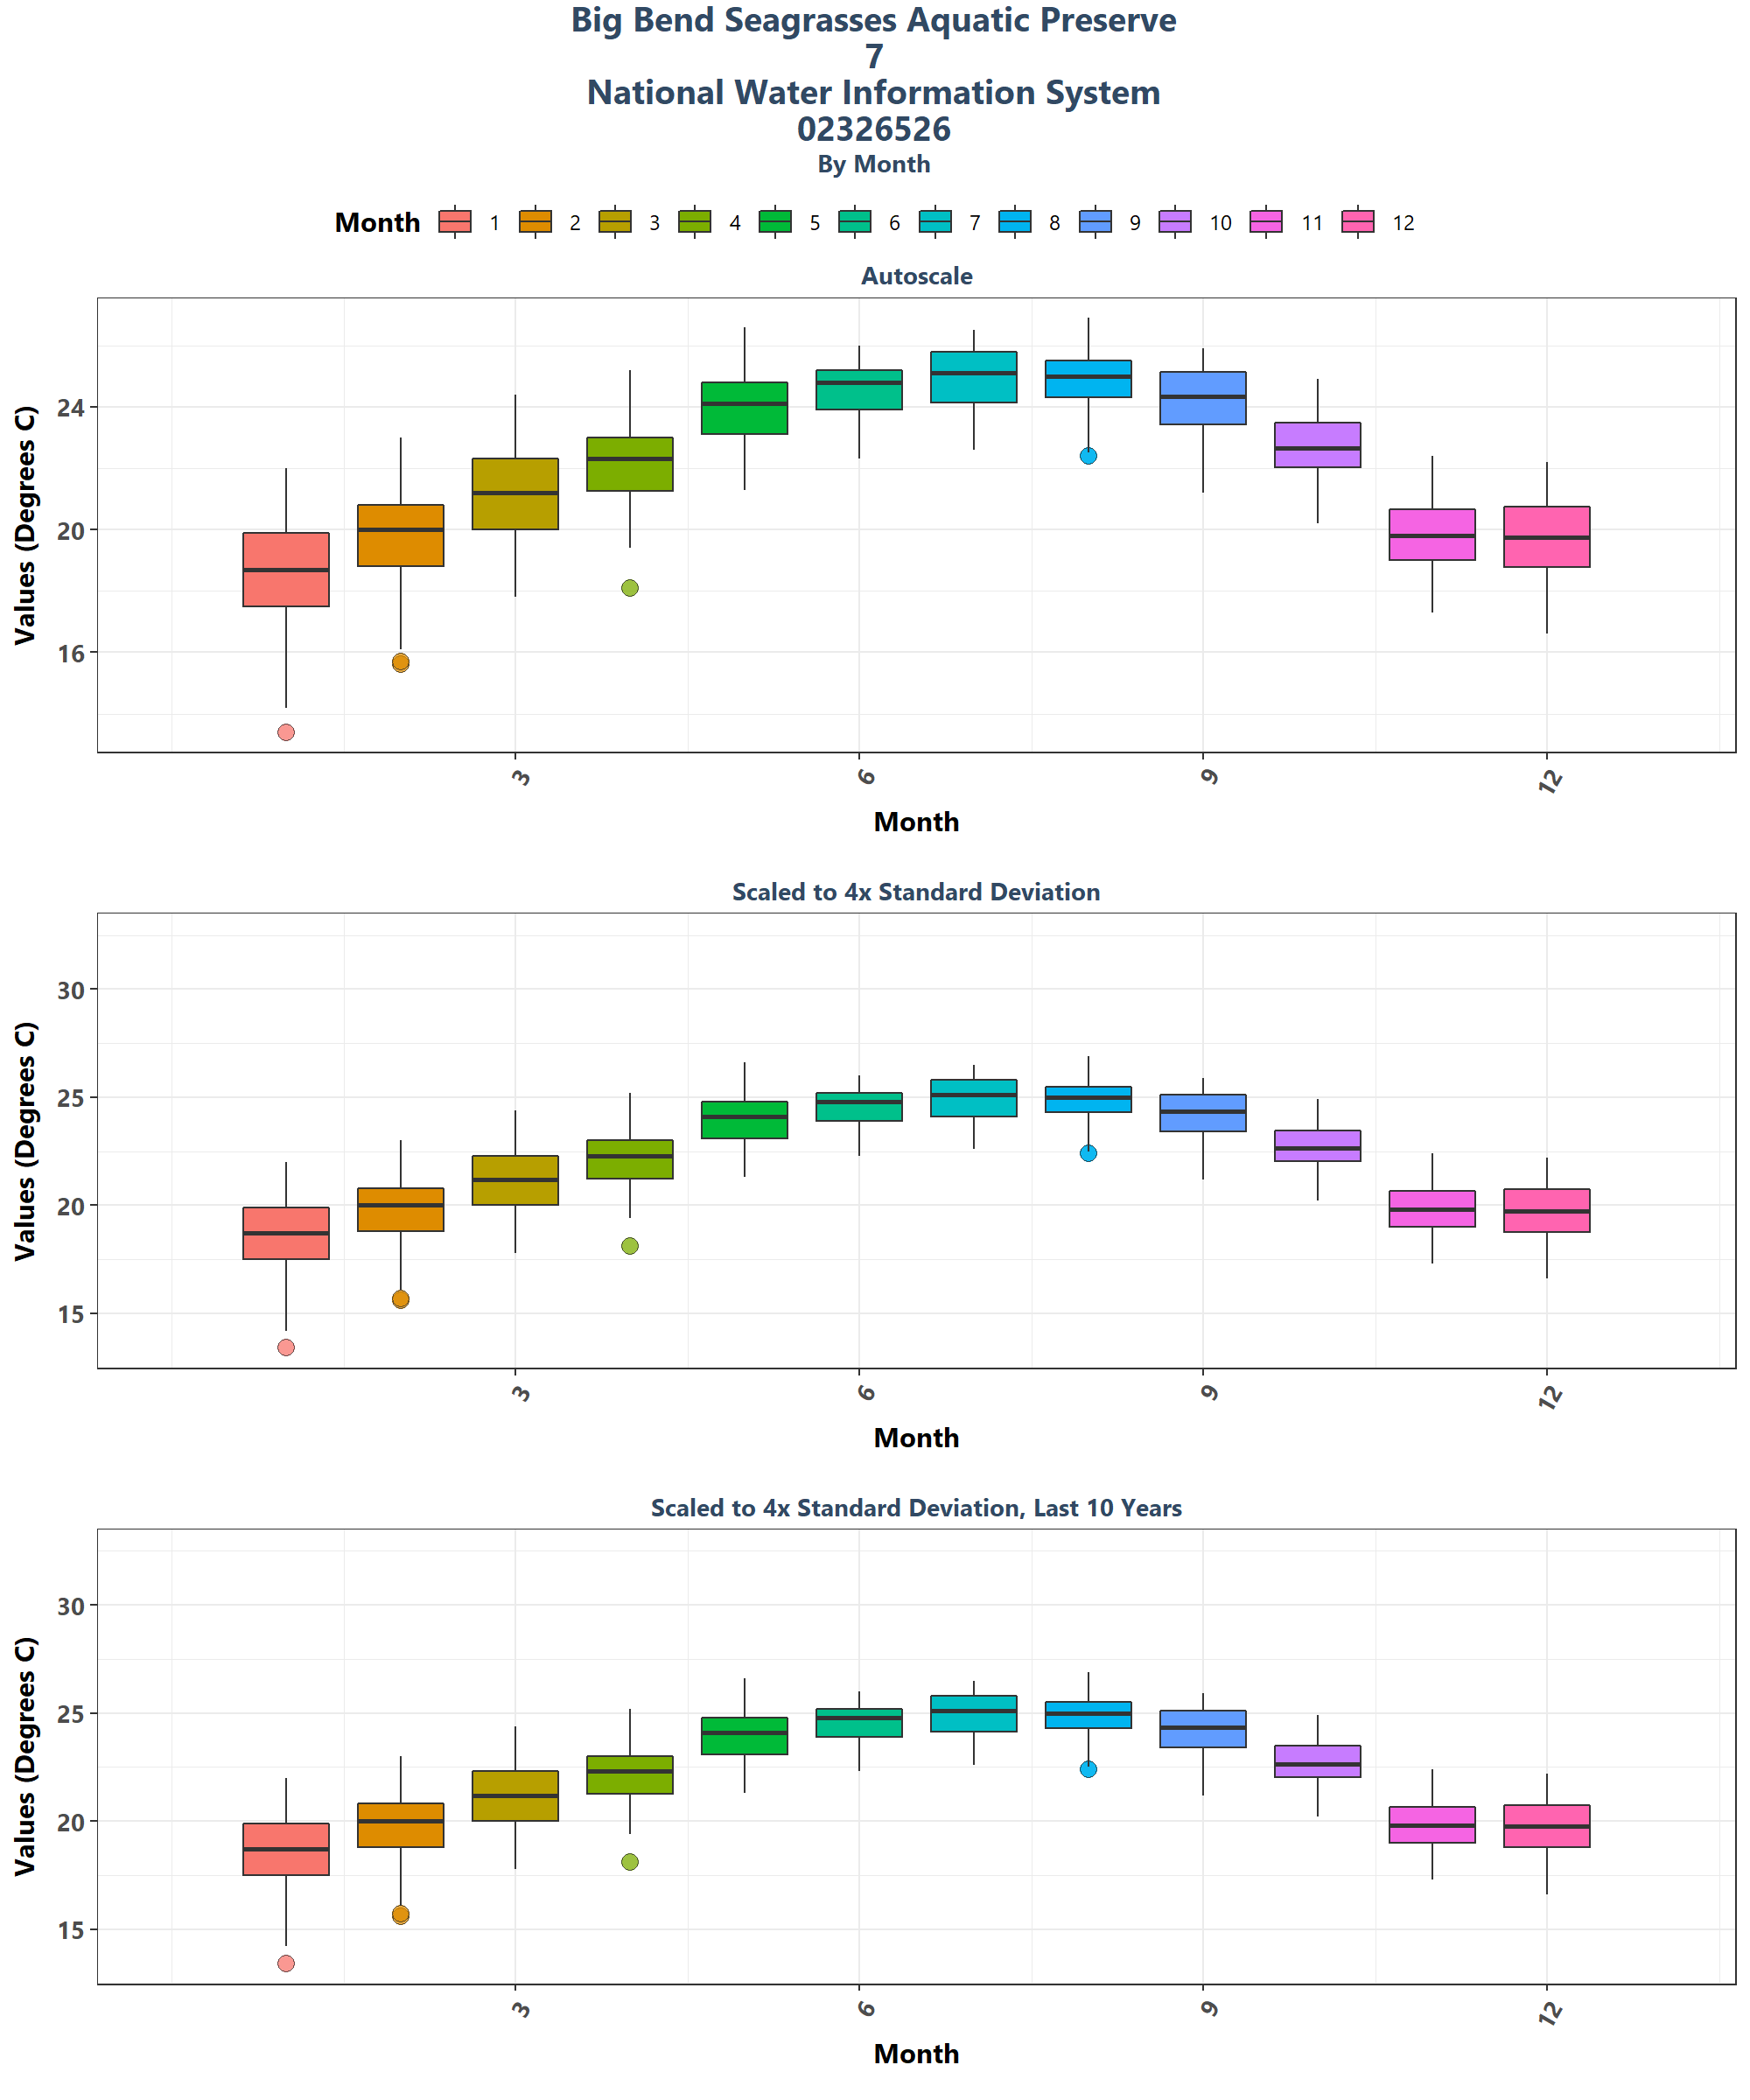 Big Bend Seagrasses Aquatic Preserve
7
National Water Information System
02326526
By Month
Month 1 2 3 4 5 6 7 8 9 10 11 12
Autoscale
Values (Degrees C)
24
20
16
3 6 9 12
Month
Scaled to 4x Standard Deviation
Values (Degrees C)
30
25
20
15
3 6 9 12
Month
Scaled to 4x Standard Deviation, Last 10 Years
Values (Degrees C)
30
25
20
15
3 6 9 12
Month